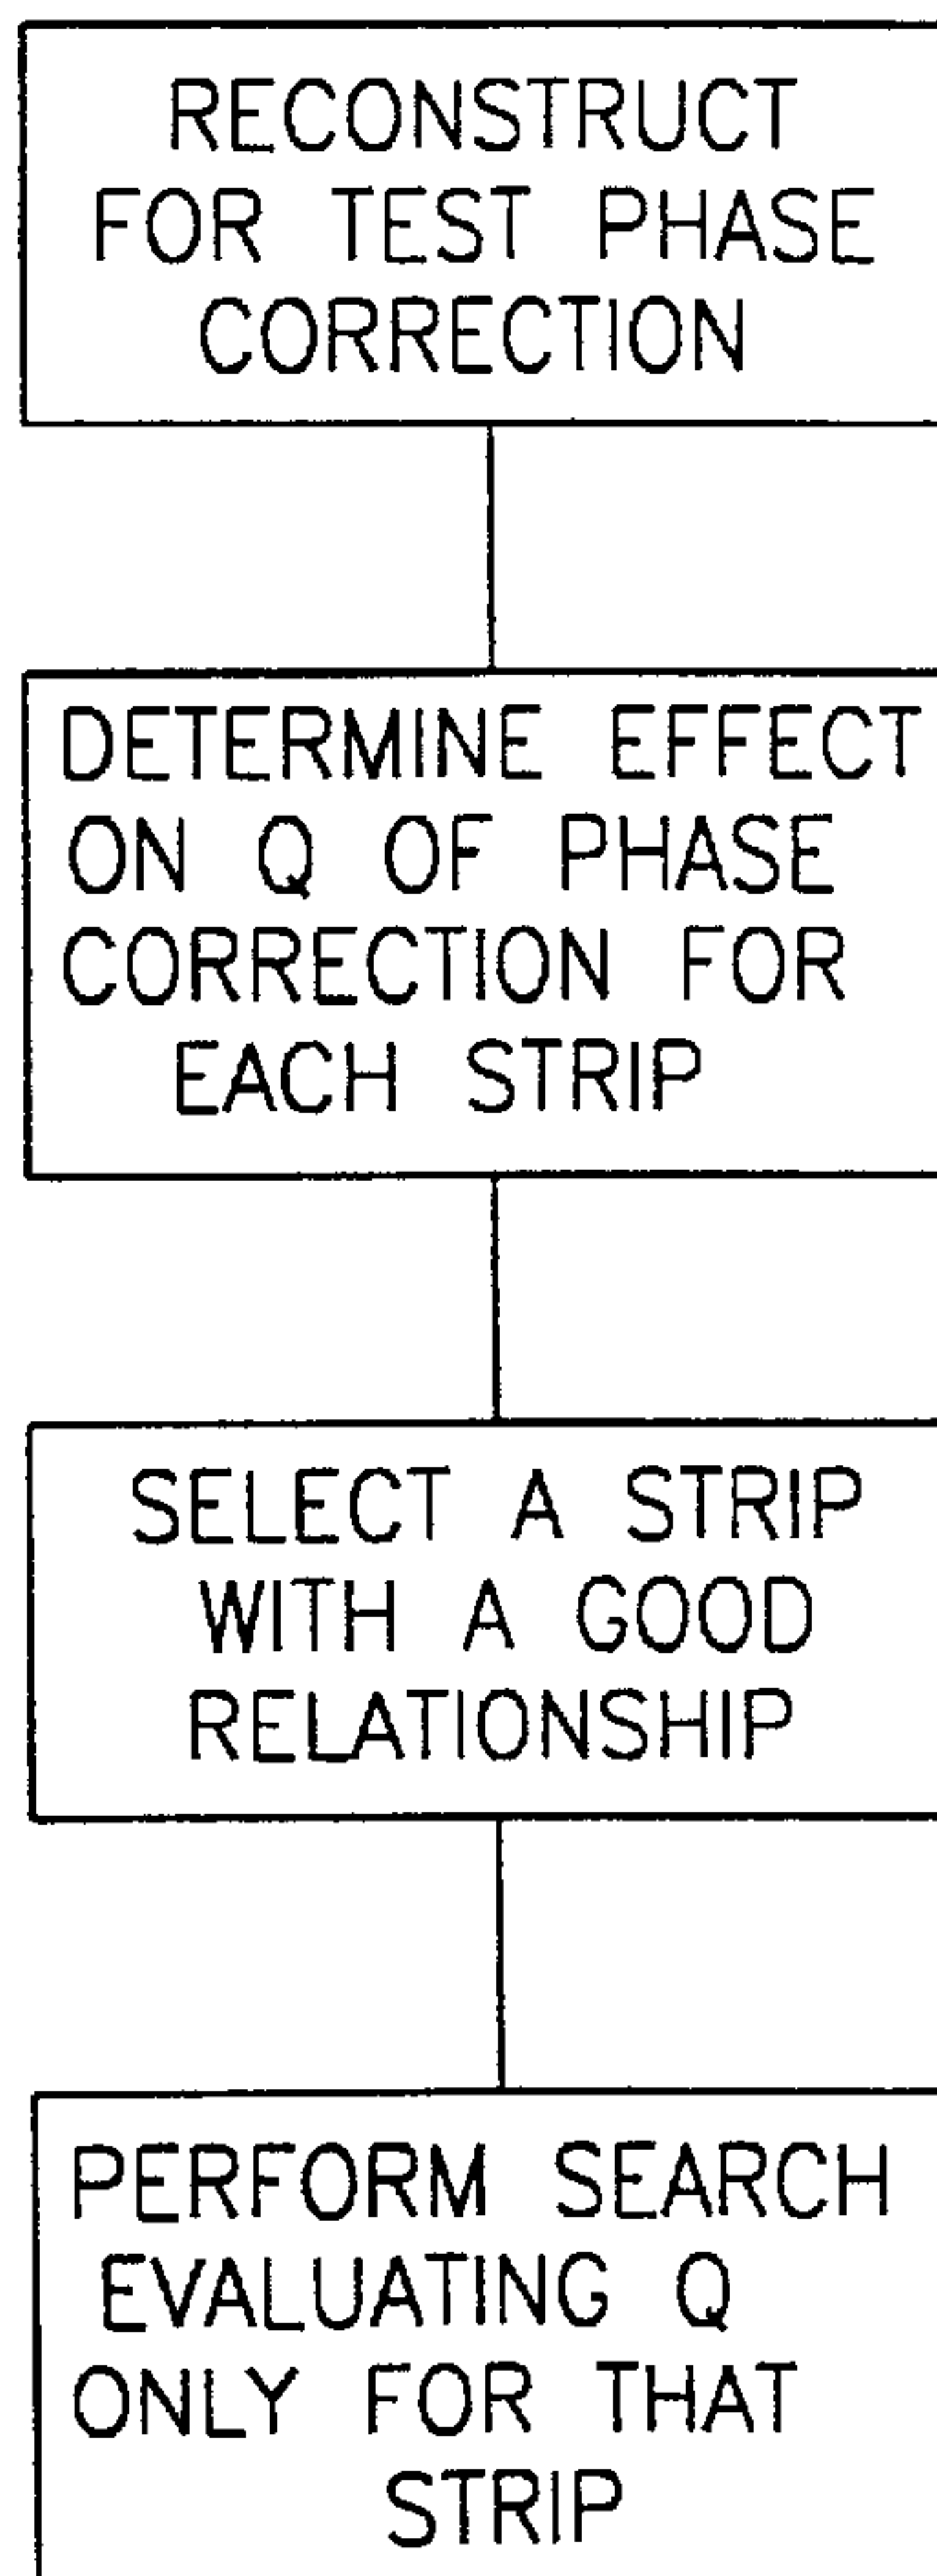 RECONSTRUCT
FOR TEST PHASE
CORRECTION
DETERMINE EFFECT
ON Q OF PHASE
CORRECTION FOR
EACH STRIP
SELECT A STRIP
WITH A GOOD
RELATIONSHIP
PERFORM SEARCH
EVALUATING Q
ONLY FOR THAT
STRIP